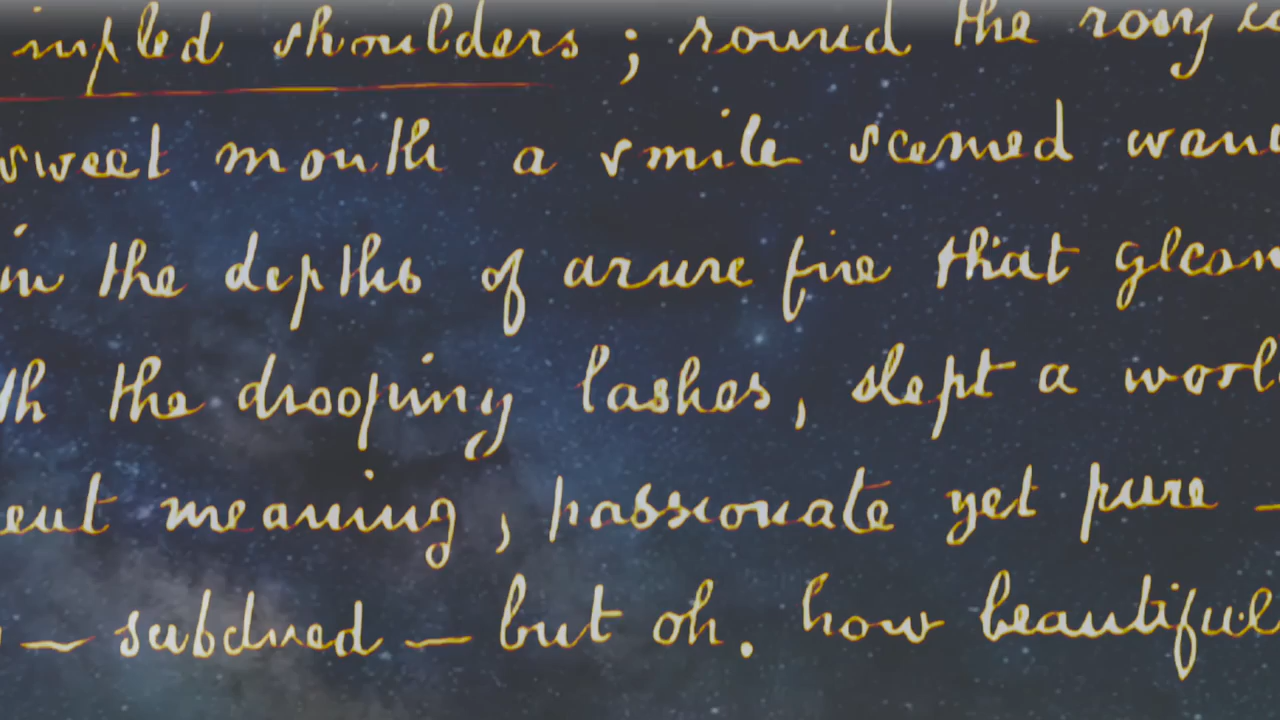 impled shoulders ; round the rosy
sweet mouth a smile seemed
in the depths of azure fire that
the drooping lashes, slept a
meaning, passionate yet pure —
— subdued — but oh. how beautiful